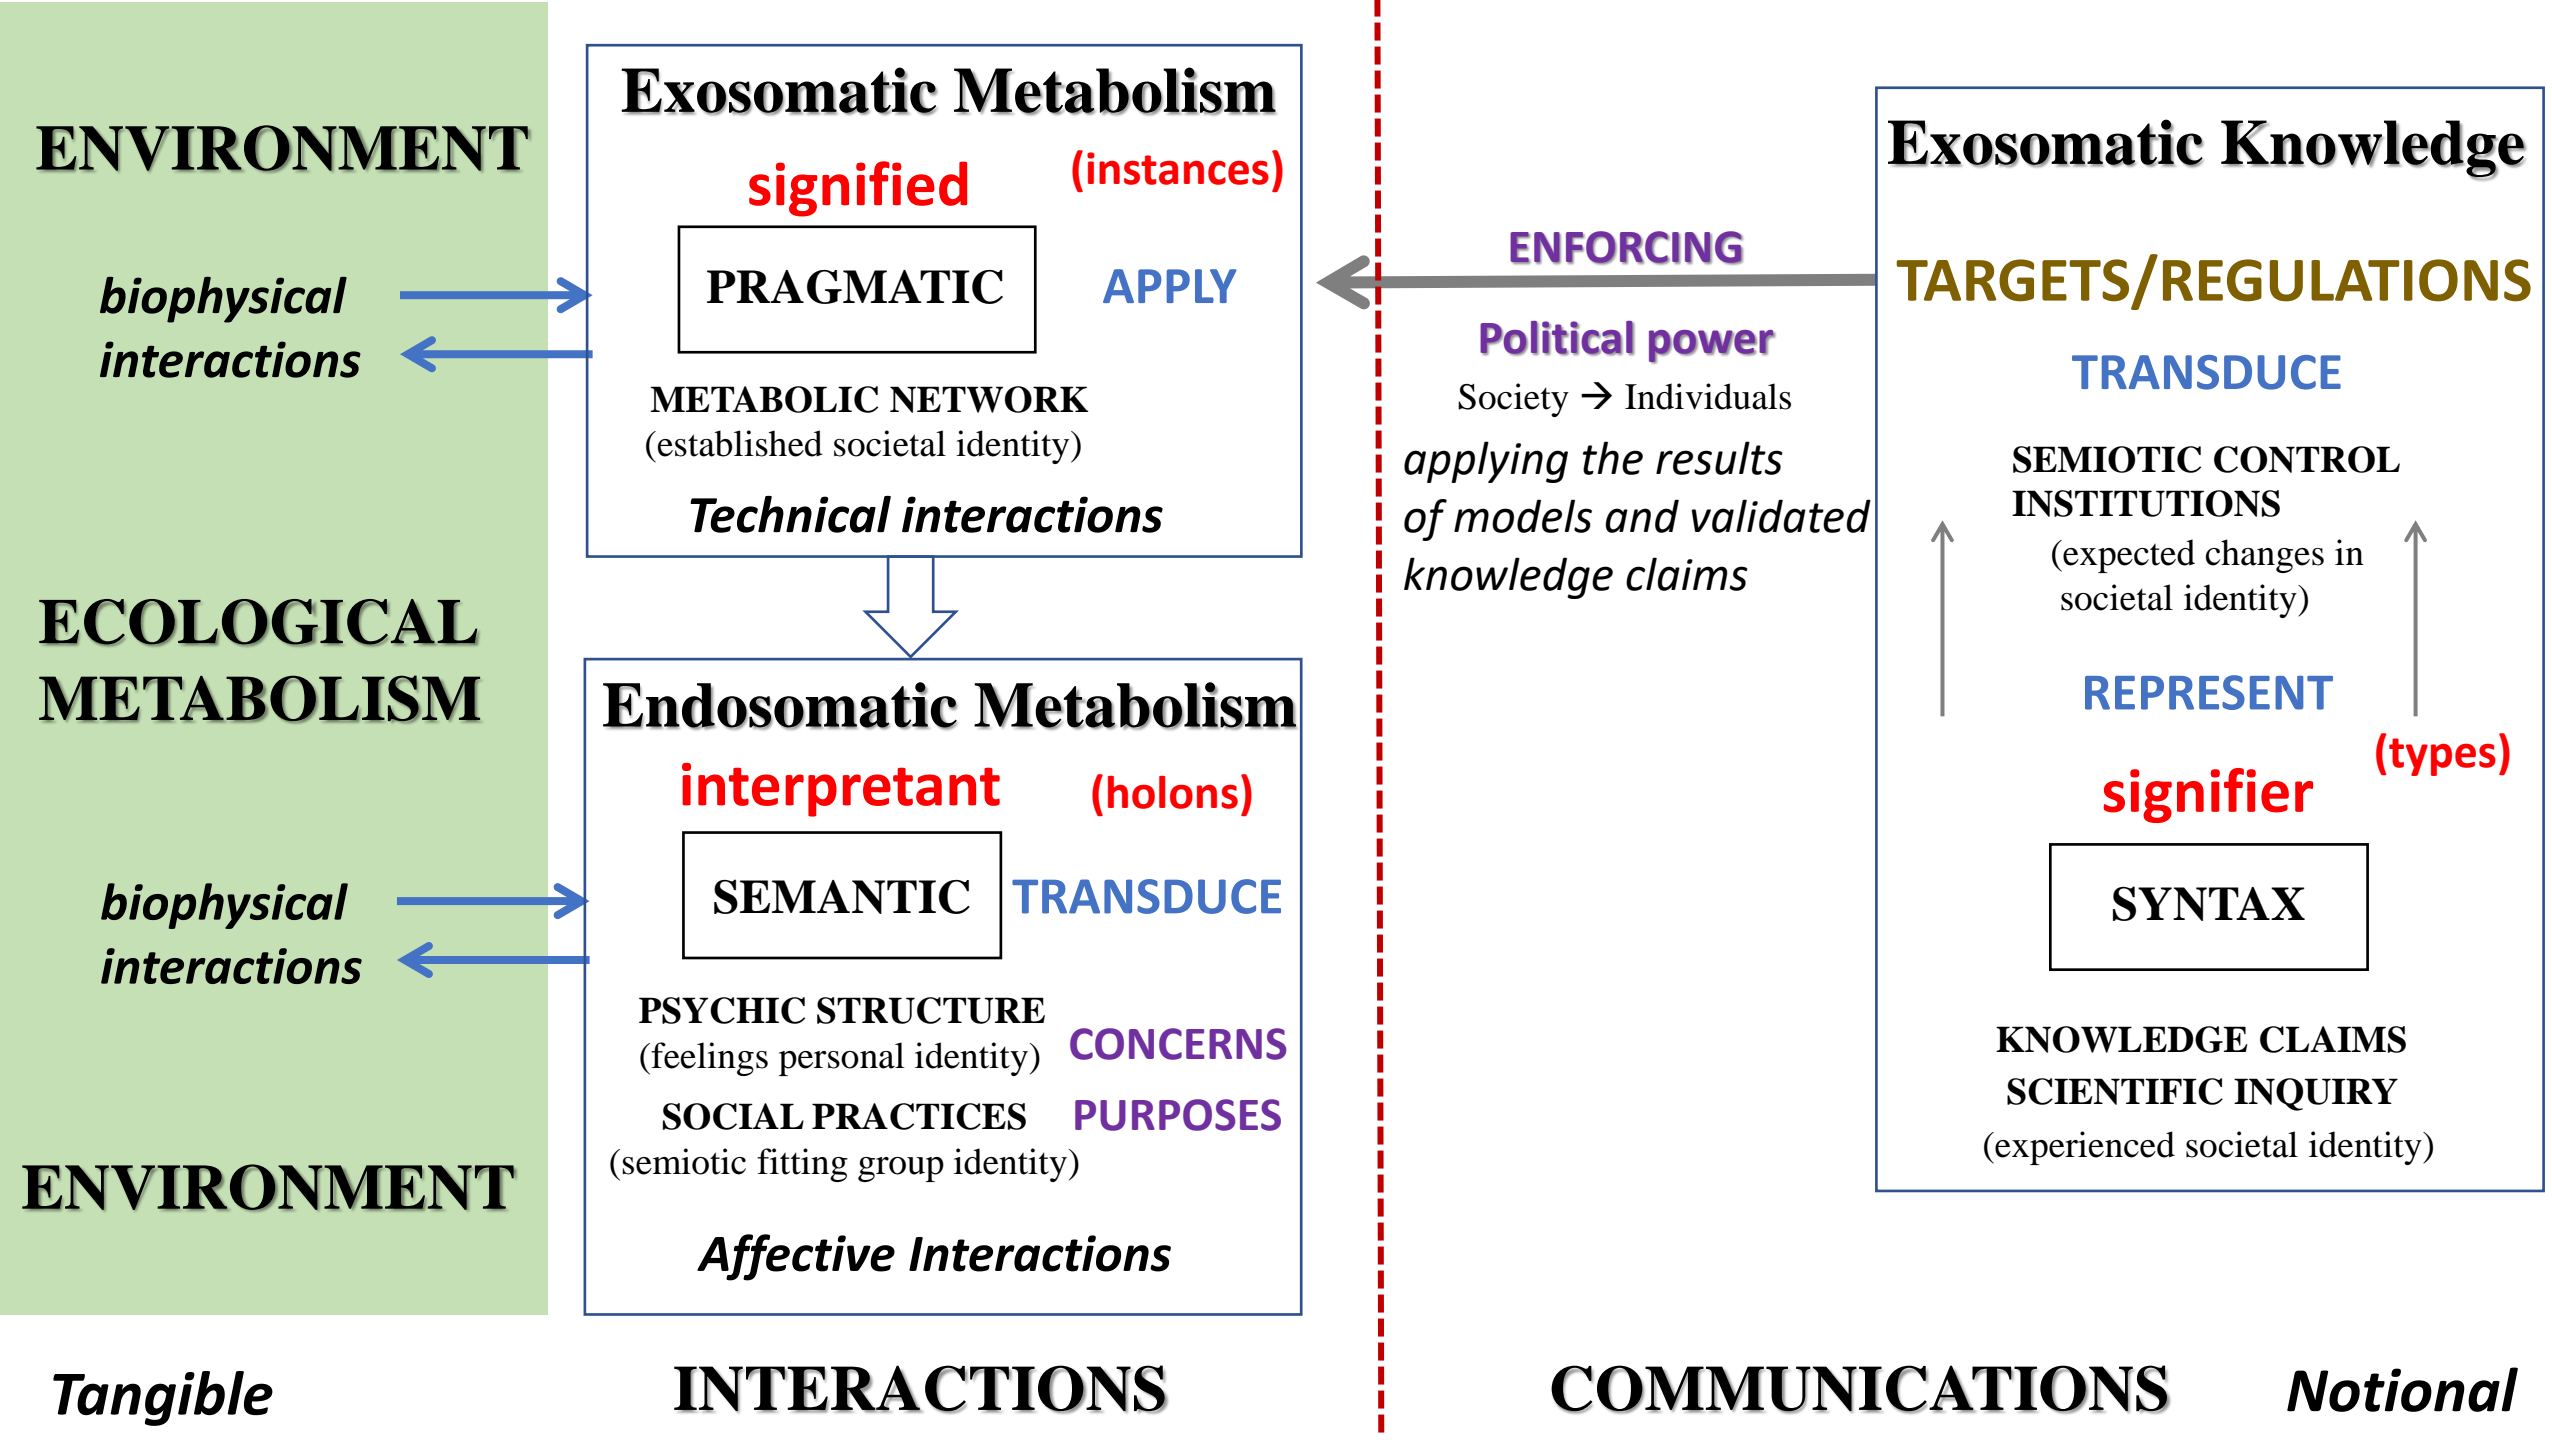 ENVIRONMENT
biophysical
interactions
ECOLOGICAL
METABOLISM
biophysical
interactions
ENVIRONMENT
Tangible
Exosomatic Metabolism
signified
(instances)
PRAGMATIC
APPLY
METABOLIC NETWORK
(established societal identity)
Technical interactions
Endosomatic Metabolism
interpretant
(holons)
SEMANTIC
TRANSDUCE
PSYCHIC STRUCTURE
(feelings personal identity)
CONCERNS
SOCIAL PRACTICES
PURPOSES
(semiotic fitting group identity)
Affective Interactions
INTERACTIONS
ENFORCING
Political power
Society → Individuals
applying the results
of models and validated
knowledge claims
Exosomatic Knowledge
TARGETS/REGULATIONS
TRANSDUCE
SEMIOTIC CONTROL
INSTITUTIONS
(expected changes in
societal identity)
REPRESENT
(types)
signifier
SYNTAX
KNOWLEDGE CLAIMS
SCIENTIFIC INQUIRY
(experienced societal identity)
COMMUNICATIONS
Notional